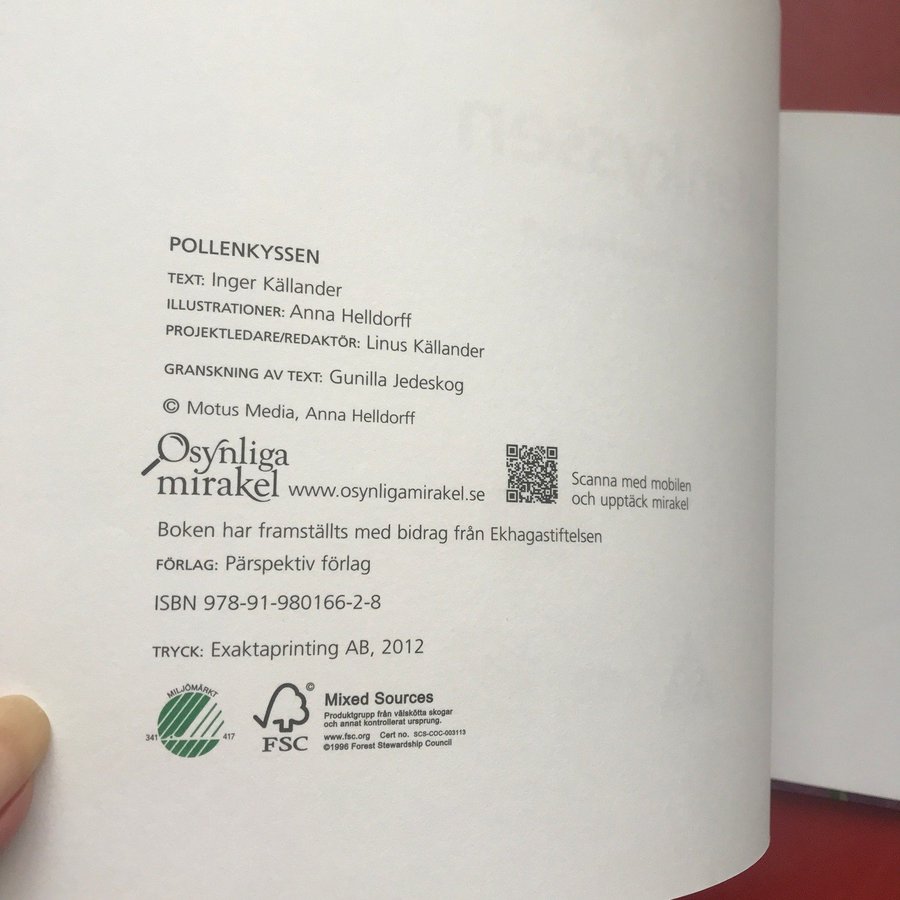 POLLENKYSSEN
TEXT: Inger Källander
ILLUSTRATIONER: Anna Helldorff
PROJEKTLEDARE/REDAKTÖR: Linus Källander
GRANSKNING AV TEXT: Gunilla Jedeskog
© Motus Media, Anna Helldorff
Osynliga
mirakel www.osynligamirakel.se
Scanna med mobilen
och upptäck mirakel
Boken har framställts med bidrag från Ekhagastiftelsen
FÖRLAG: Pärspektiv förlag
ISBN 978-91-980166-2-8
TRYCK: Exaktaprinting AB, 2012
MILJÖMÄRKT
341 417
©
FSC
Mixed Sources
Produktgrupp från välskötta skogar
och annat kontrollerat ursprung.
www.fsc.org Cert no. SCS-COC-003113
©1996 Forest Stewardship Council